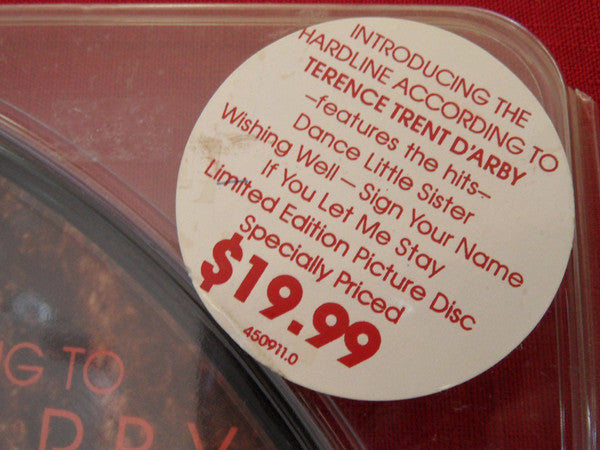 INTRODUCING THE
HARDLINE ACCORDING TO
TERENCE TRENT D'ARBY
–features the hits–
Dance Little Sister
Wishing Well – Sign Your Name
If You Let Me Stay
Limited Edition Picture Disc
Specially Priced
$19.99
450911.0
NG TO